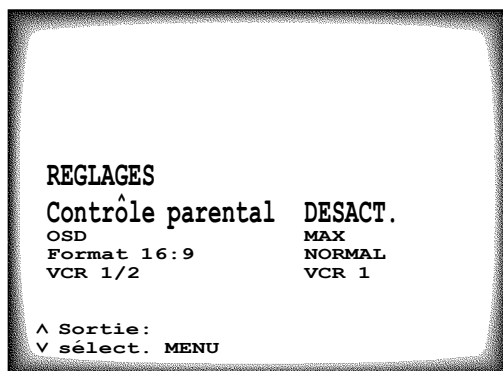 REGLAGES
Contrôle parental DESACT.
OSD MAX
Format 16:9 NORMAL
VCR 1/2 VCR 1
∧ Sortie:
∨ sélect. MENU